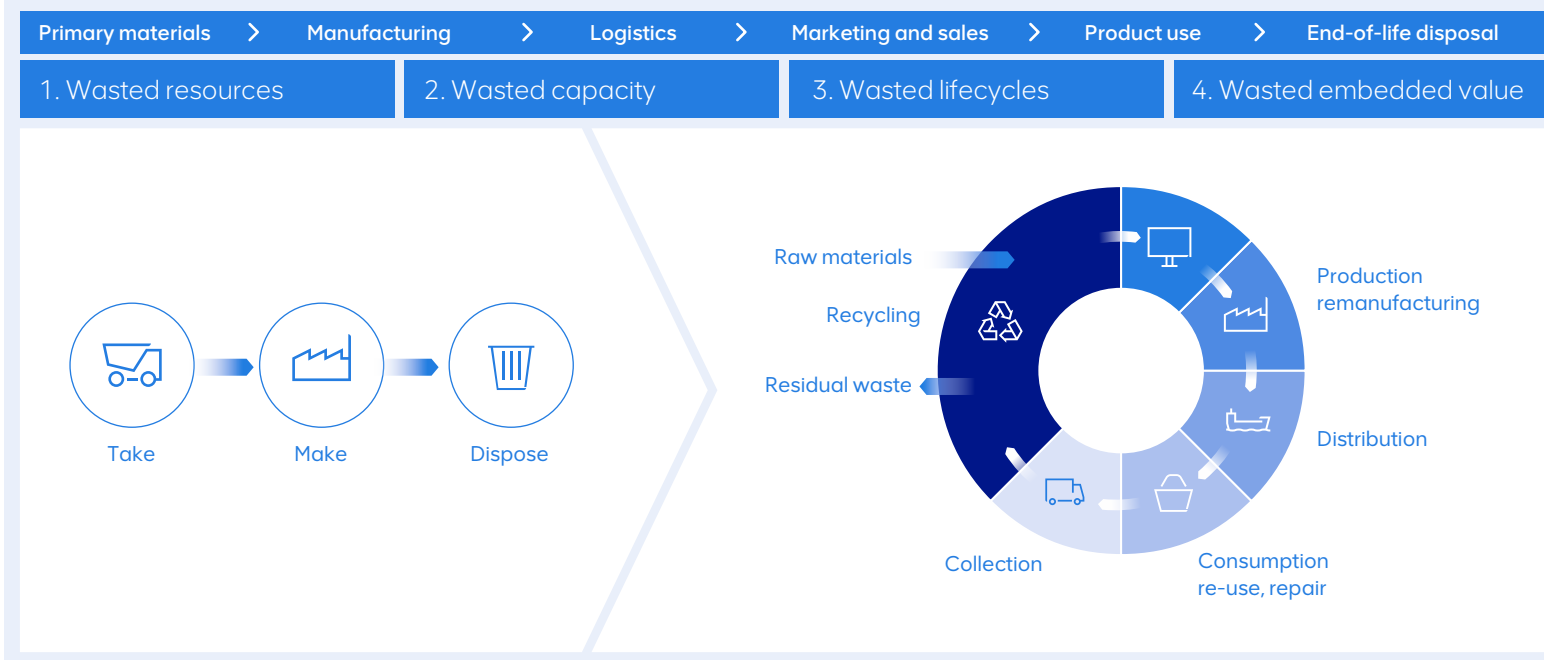 Primary materials
Manufacturing
Logistics
Marketing and sales
Product use
End-of-life disposal
1. Wasted resources
2. Wasted capacity
3. Wasted lifecycles
4. Wasted embedded value
Take
Make
Dispose
Raw materials
Recycling
Residual waste
Production
remanufacturing
Distribution
Consumption
re-use, repair
Collection